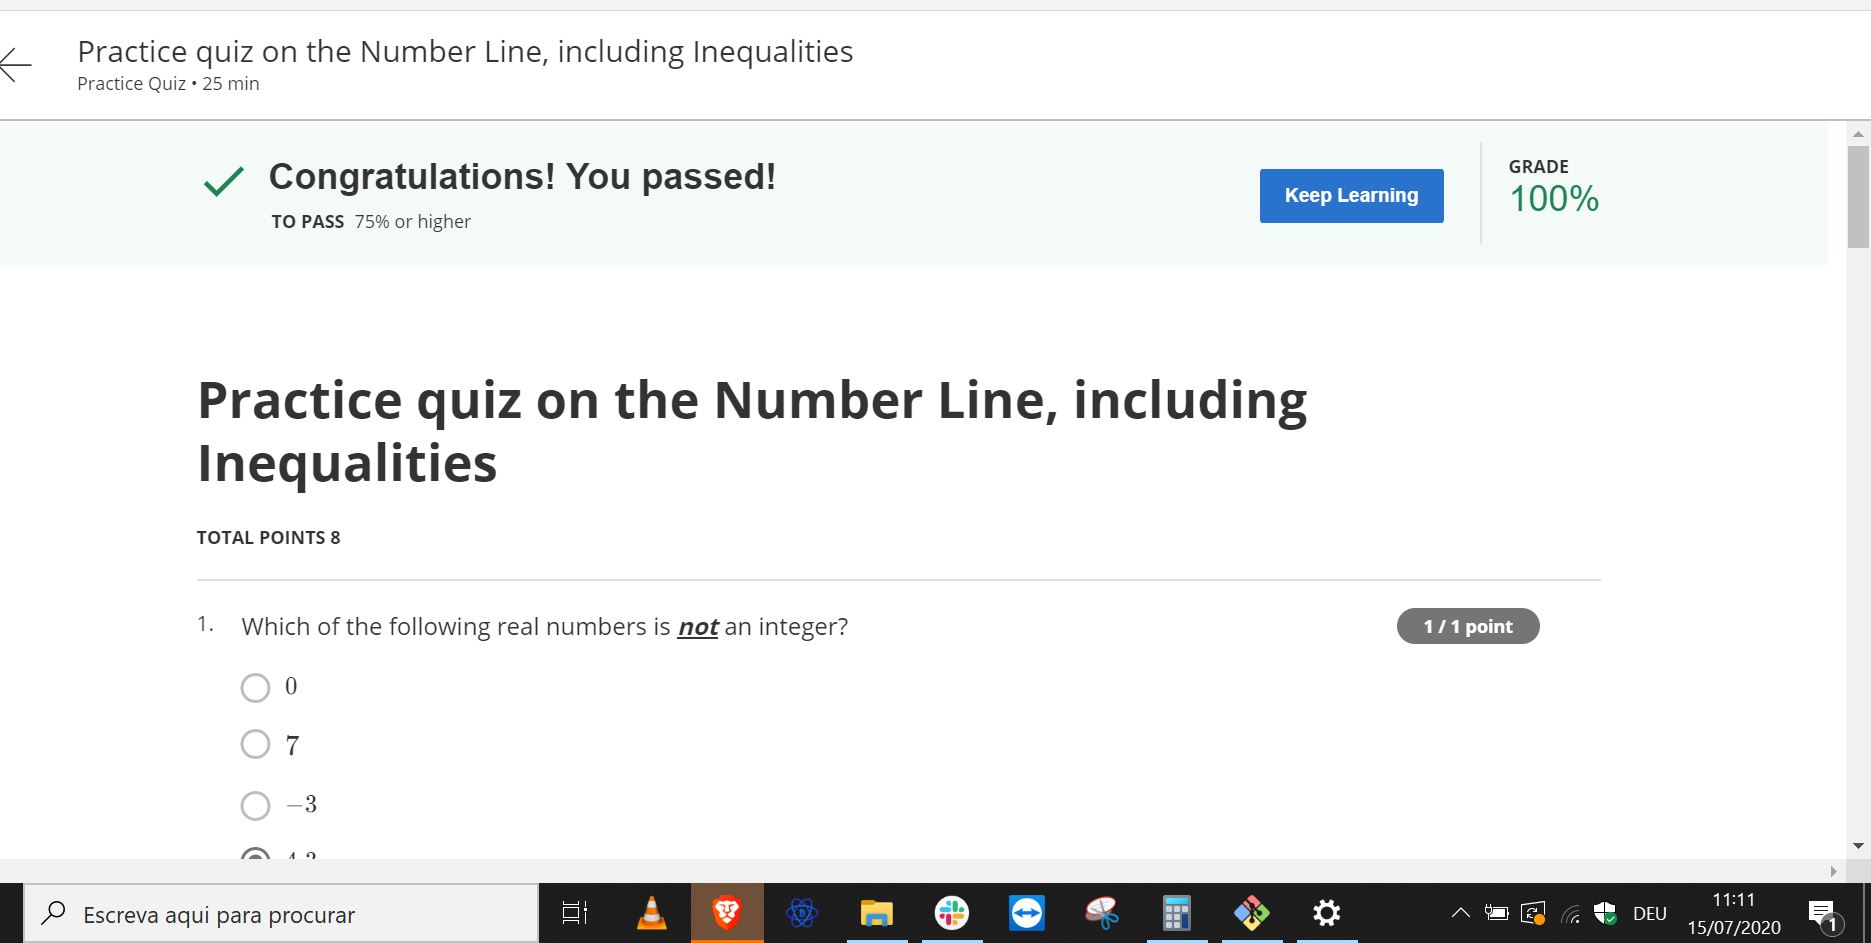 Practice quiz on the Number Line, including Inequalities
Practice Quiz • 25 min
Congratulations! You passed!
TO PASS 75% or higher
Keep Learning
GRADE
100%
Practice quiz on the Number Line, including
Inequalities
TOTAL POINTS 8
1. Which of the following real numbers is not an integer?
1 / 1 point
0
7
−3
Escreva aqui para procurar
DEU
11:11
15/07/2020
1